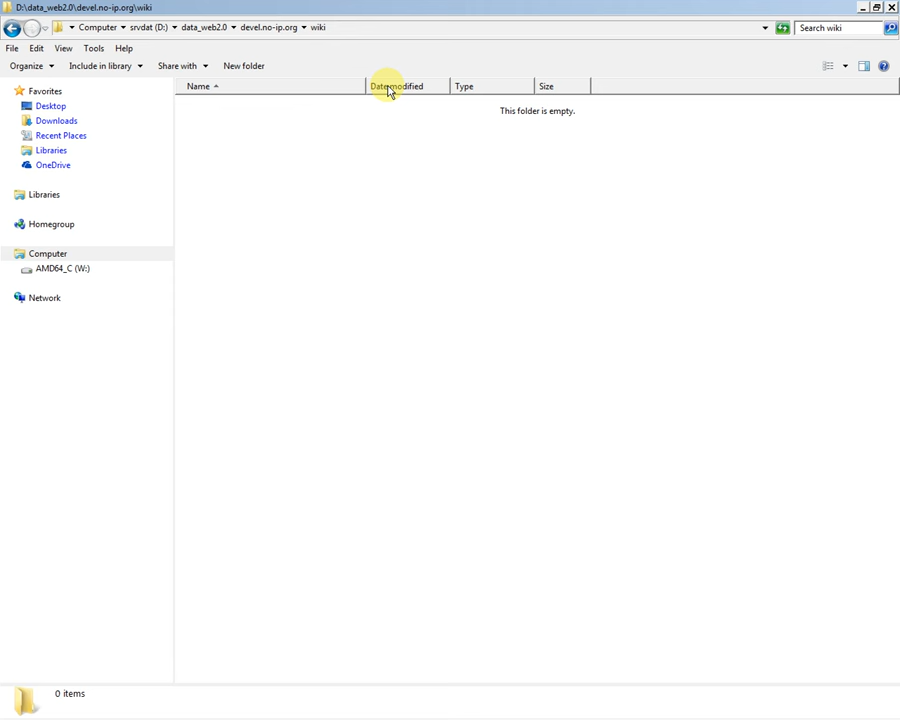 D:\data_web2.0\devel.no-ip.org\wiki
Computer srvdat (D:) data_web2.0 devel.no-ip.org wiki Search wiki
File Edit View Tools Help
Organize Include in library Share with New folder
Name Date modified Type Size
This folder is empty.
Favorites
Desktop
Downloads
Recent Places
Libraries
OneDrive
Libraries
Homegroup
Computer
AMD64_C (W:)
Network
0 items